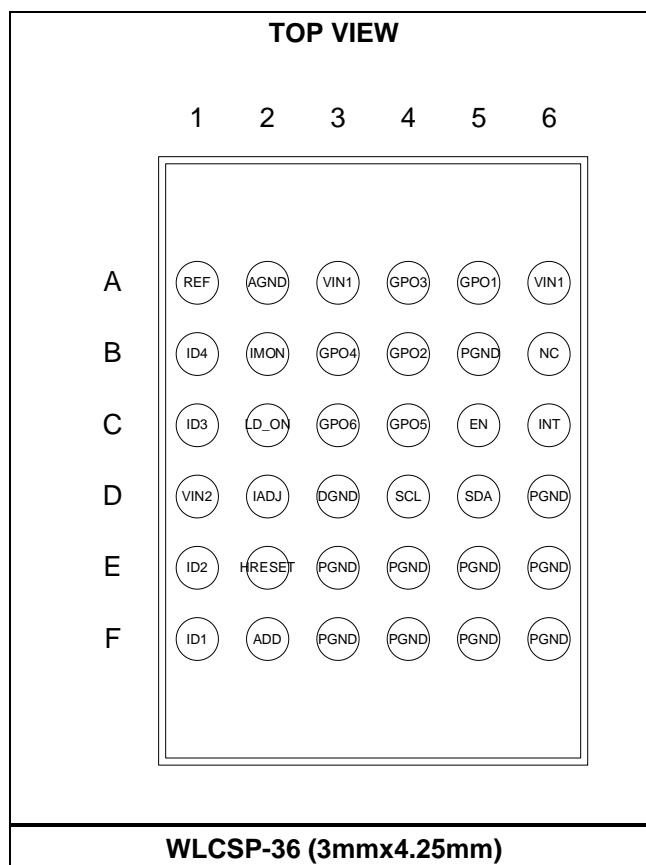 TOP VIEW
1 2 3 4 5 6
A REF AGND VIN1 GPO3 GPO1 VIN1
B ID4 IMON GPO4 GPO2 PGND NC
C ID3 LD_ON GPO6 GPO5 EN INT
D VIN2 IADJ DGND SCL SDA PGND
E ID2 HRESET PGND PGND PGND PGND
F ID1 ADD PGND PGND PGND PGND
WLCSP-36 (3mmx4.25mm)